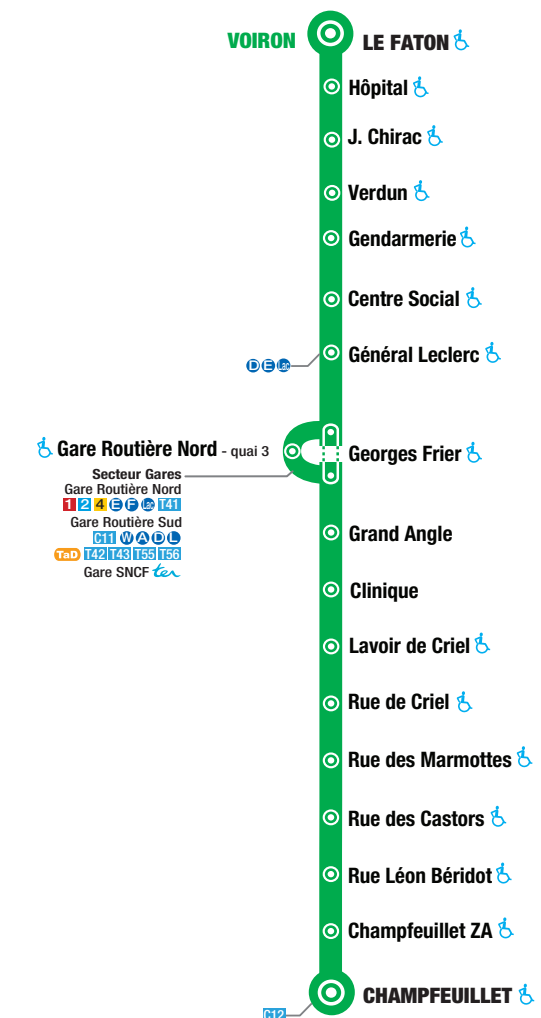 VOIRON LE FATON
Hôpital
J. Chirac
Verdun
Gendarmerie
Centre Social
Général Leclerc
D E Lac
Gare Routière Nord - quai 3
Georges Frier
Secteur Gares
Gare Routière Nord
1 2 4 E F Lac T41
Gare Routière Sud
C11 W A D L
TaD T42 T43 T55 T56
Gare SNCF ter
Grand Angle
Clinique
Lavoir de Criel
Rue de Criel
Rue des Marmottes
Rue des Castors
Rue Léon Béridot
Champfeuillet ZA
CHAMPFEUILLET
C12